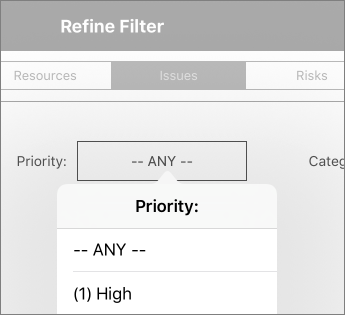 Refine Filter
Resources Issues Risks
Priority: -- ANY --
Priority:
-- ANY --
(1) High